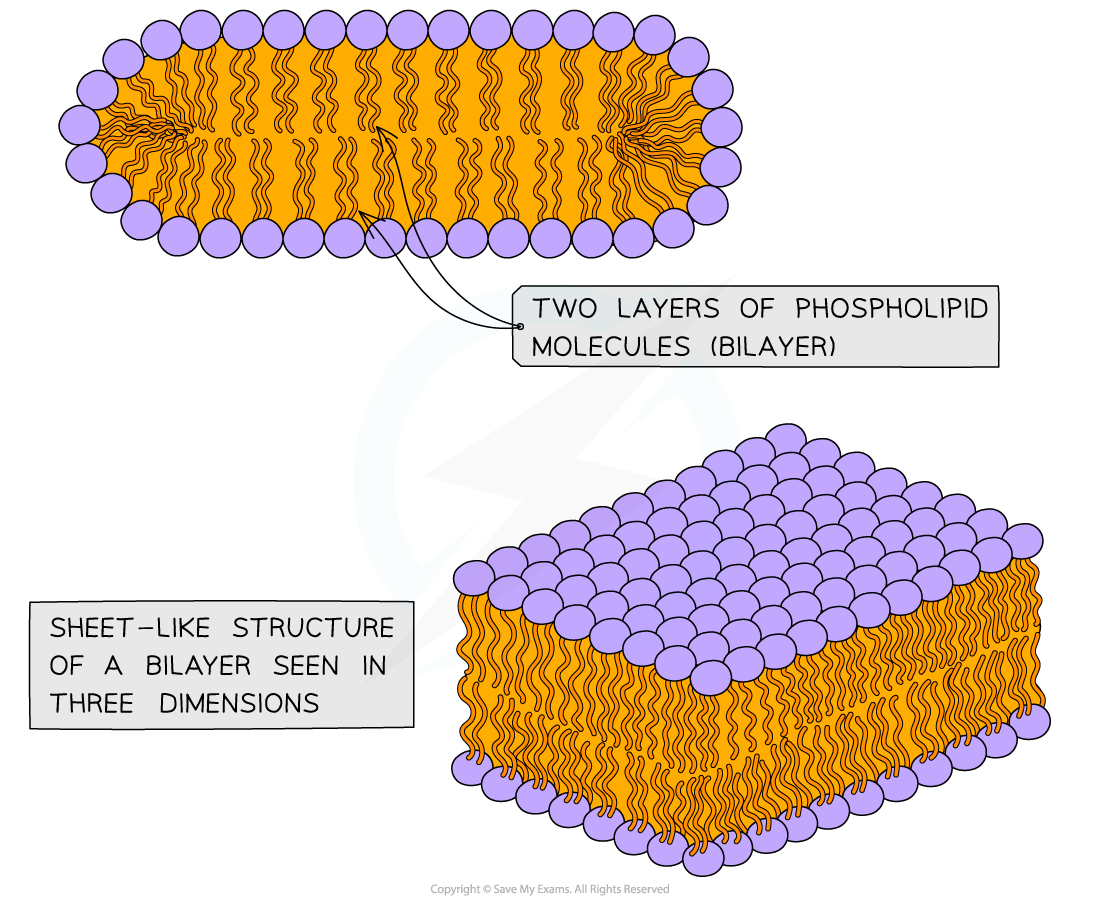 TWO LAYERS OF PHOSPHOLIPID
MOLECULES (BILAYER)
SHEET-LIKE STRUCTURE
OF A BILAYER SEEN IN
THREE DIMENSIONS
Copyright © Save My Exams. All Rights Reserved